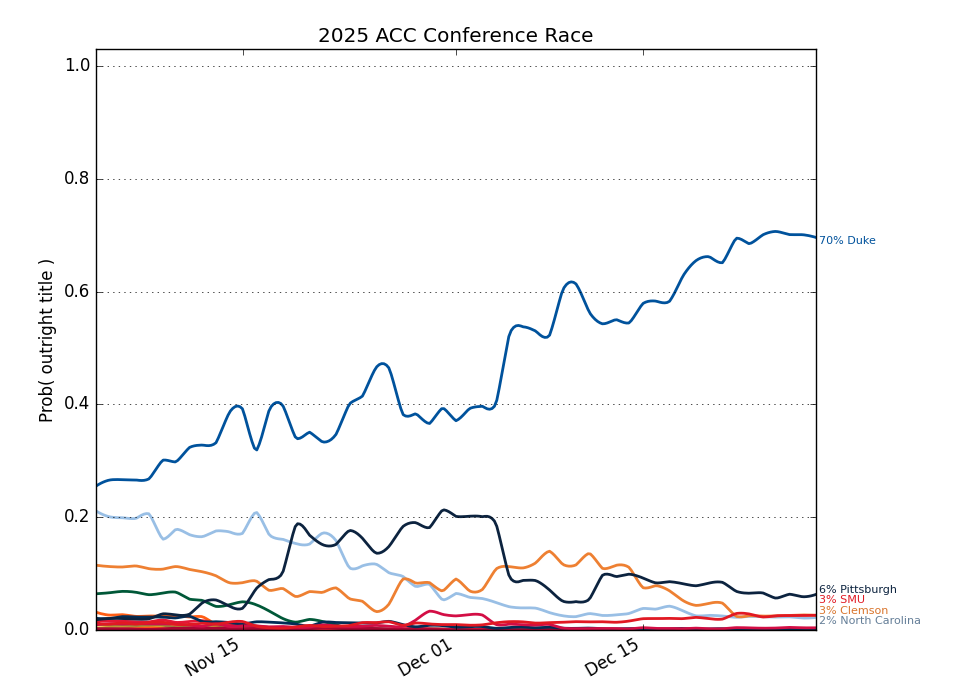 2025 ACC Conference Race
1.0
0.8
0.6
0.4
0.2
0.0
Prob( outright title )
Nov 15
Dec 01
Dec 15
70% Duke
6% Pittsburgh
3% SMU
3% Clemson
2% North Carolina